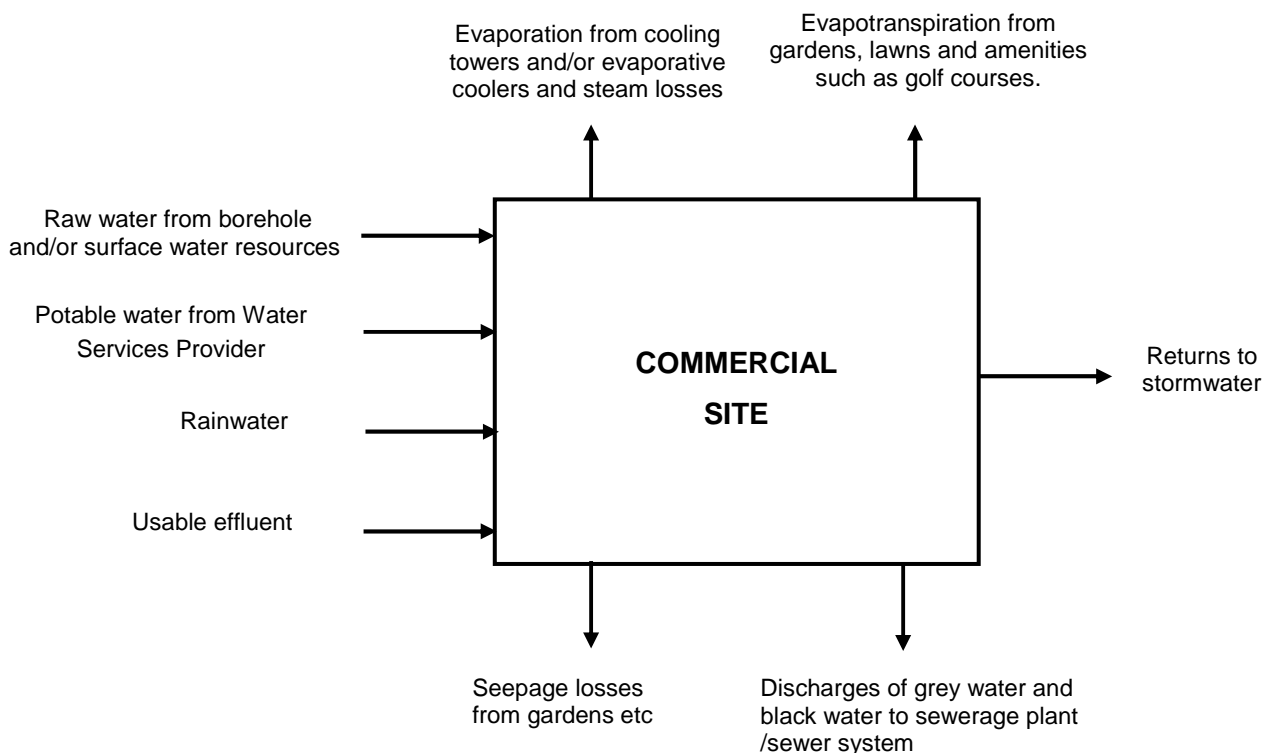 Evaporation from cooling
towers and/or evaporative
coolers and steam losses
Evapotranspiration from
gardens, lawns and amenities
such as golf courses.
Raw water from borehole
and/or surface water resources
Potable water from Water
Services Provider
Rainwater
Usable effluent
COMMERCIAL
SITE
Returns to
stormwater
Seepage losses
from gardens etc
Discharges of grey water and
black water to sewerage plant
/sewer system